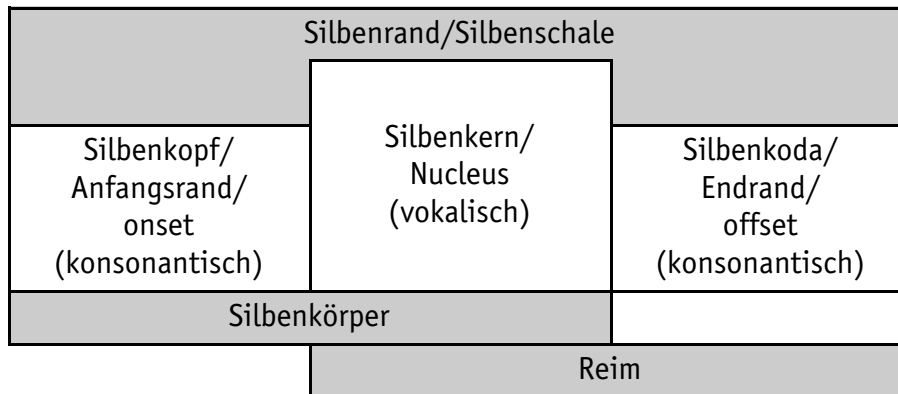 Silbenrand/Silbenschale
Silbenkopf/
Anfangsrand/
onset
(konsonantisch)
Silbenkern/
Nucleus
(vokalisch)
Silbenkoda/
Endrand/
offset
(konsonantisch)
Silbenkörper
Reim